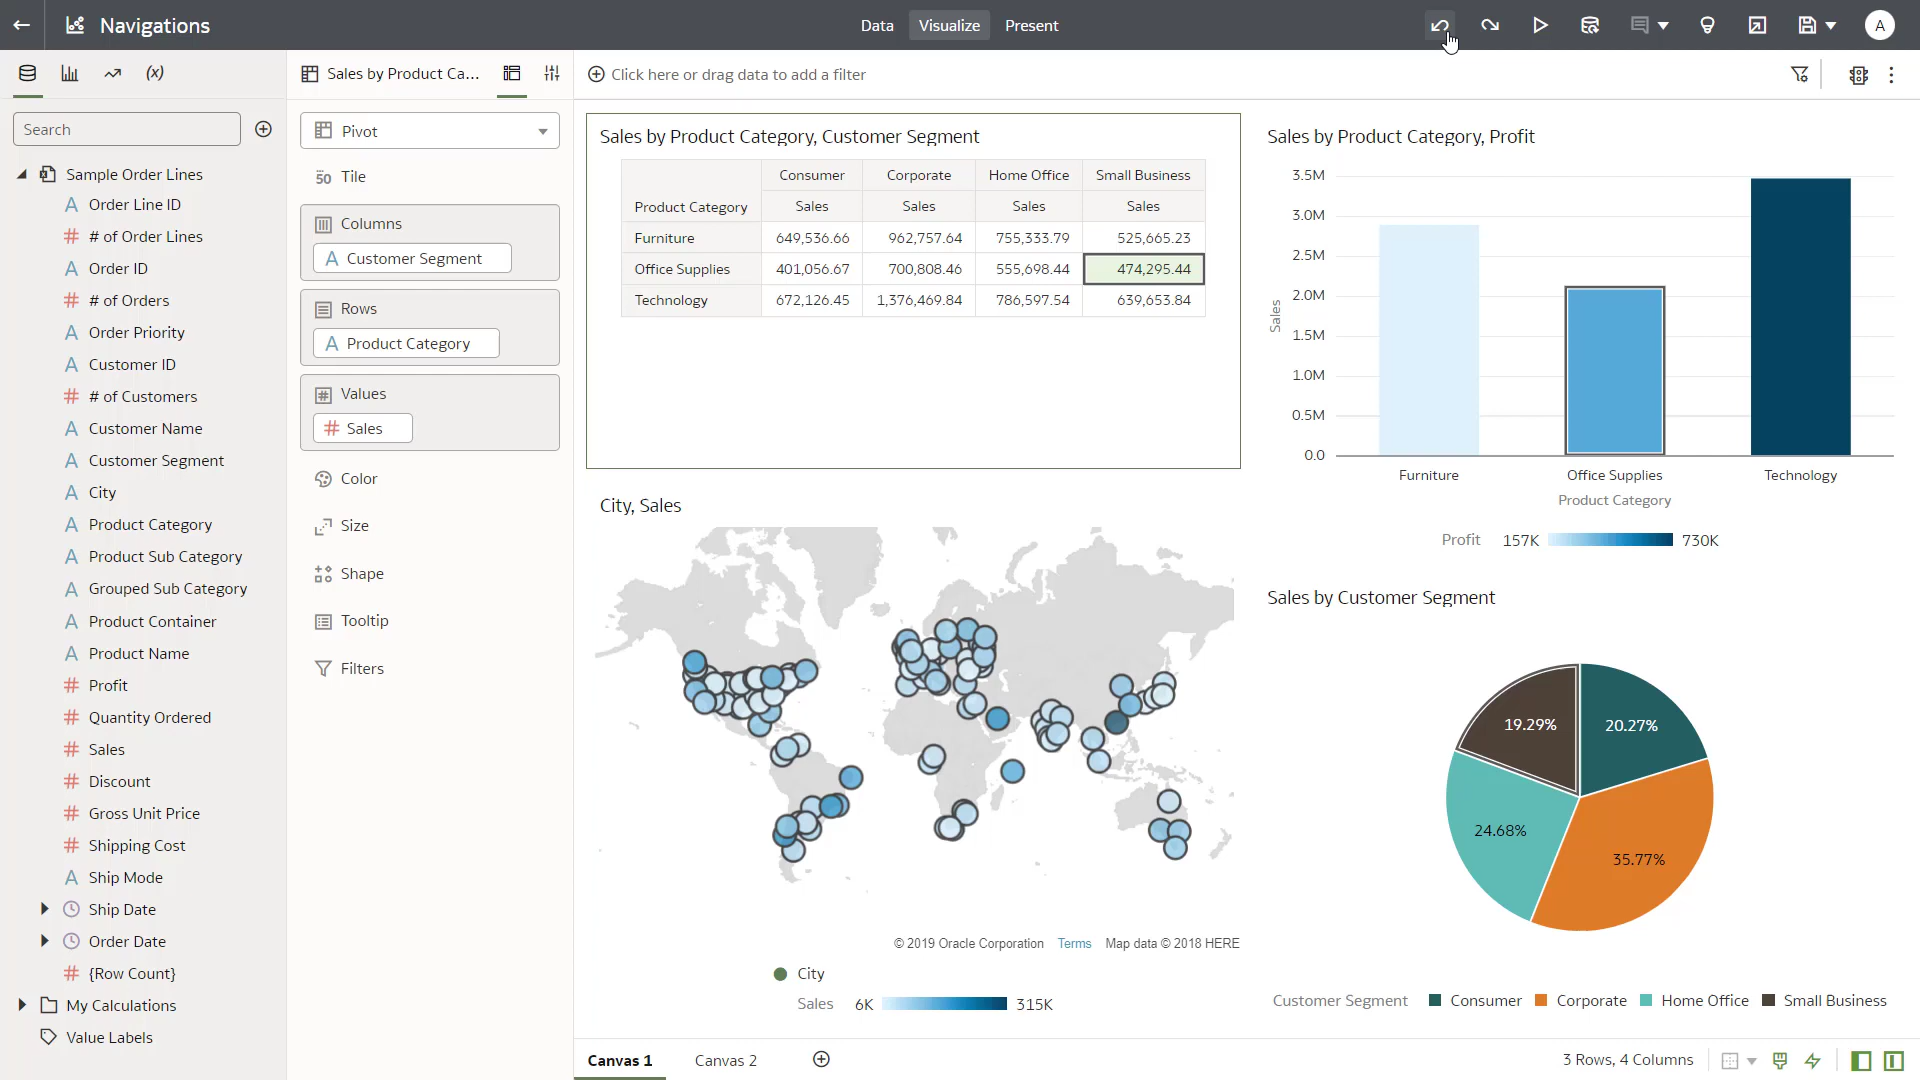 Navigations
Data Visualize Present
A
Sales by Product Ca...
Click here or drag data to add a filter
Search
Sample Order Lines
A Order Line ID
# # of Order Lines
A Order ID
# # of Orders
A Order Priority
A Customer ID
# # of Customers
A Customer Name
A Customer Segment
A City
A Product Category
A Product Sub Category
A Grouped Sub Category
A Product Container
A Product Name
# Profit
# Quantity Ordered
# Sales
# Discount
# Gross Unit Price
# Shipping Cost
A Ship Mode
Ship Date
Order Date
# {Row Count}
My Calculations
Value Labels
Pivot
50 Tile
Columns
A Customer Segment
Rows
A Product Category
# Values
# Sales
Color
Size
Shape
Tooltip
Filters
Sales by Product Category, Customer Segment
Consumer Corporate Home Office Small Business
Product Category Sales Sales Sales Sales
Furniture 649,536.66 962,757.64 755,333.79 525,665.23
Office Supplies 401,056.67 700,808.46 555,698.44 474,295.44
Technology 672,126.45 1,376,469.84 786,597.54 639,653.84
Sales by Product Category, Profit
3.5M
3.0M
2.5M
2.0M
1.5M
1.0M
0.5M
0.0
Sales
Furniture Office Supplies Technology
Product Category
Profit 157K 730K
City, Sales
© 2019 Oracle Corporation Terms Map data © 2018 HERE
City
Sales 6K 315K
Sales by Customer Segment
19.29% 20.27%
24.68%
35.77%
Customer Segment Consumer Corporate Home Office Small Business
Canvas 1 Canvas 2
3 Rows, 4 Columns
(x)